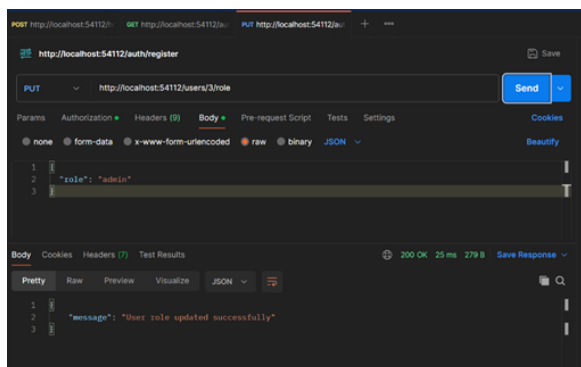 POST http://localhost:54112/
GET http://localhost:54112/au
PUT http://localhost:54112/au
+
http://localhost:54112/auth/register
Save
PUT
http://localhost:54112/users/3/role
Send
Params Authorization Headers (9) Body Pre-request Script Tests Settings Cookies
none form-data x-www-form-urlencoded raw binary JSON Beautify
1 {
2 "role": "admin"
3 }
Body Cookies Headers (7) Test Results 200 OK 25 ms 279 B Save Response
Pretty Raw Preview Visualize JSON
1 {
2 "message": "User role updated successfully"
3 }